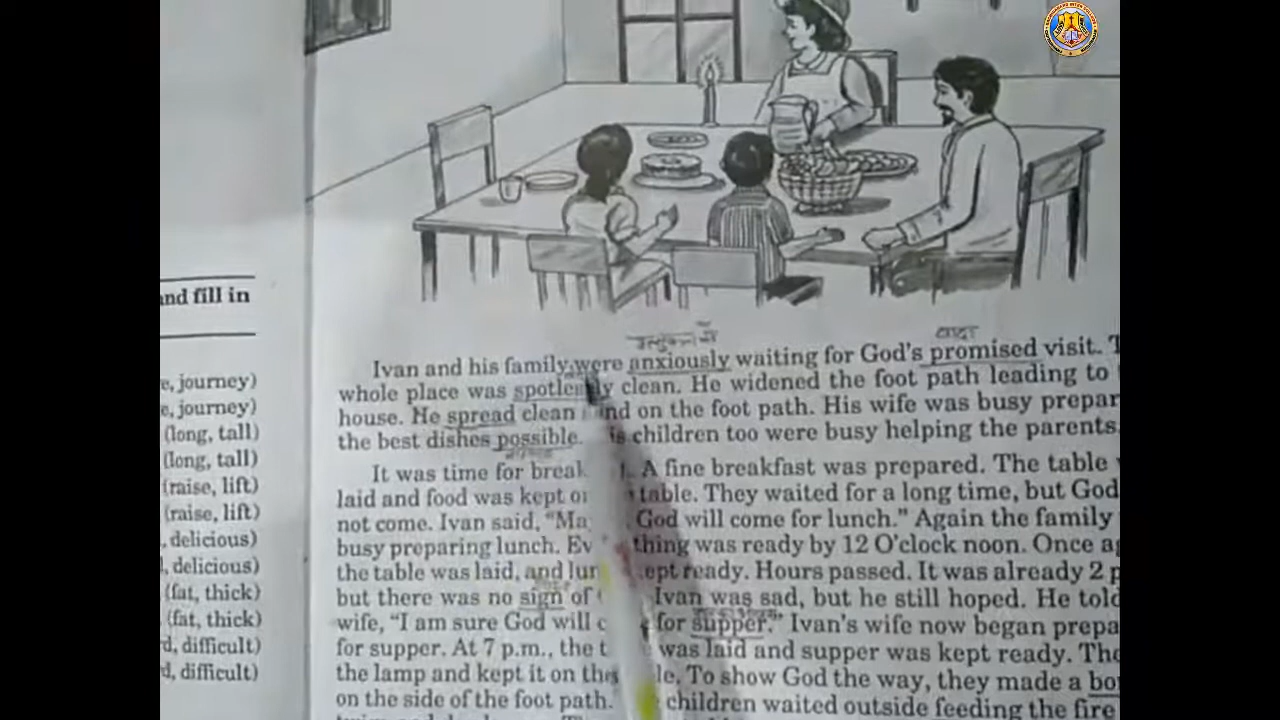 and fill in
e, journey)
e, journey)
(long, tall)
(long, tall)
(raise, lift)
(raise, lift)
, delicious)
, delicious)
(fat, thick)
(fat, thick)
d, difficult)
d, difficult)
वादा
Ivan and his family were anxiously waiting for God's promised visit. T
whole place was clean. He widened the foot path leading to
house. He spread clean on the foot path. His wife was busy prepar
the best dishes possible. children too were busy helping the parents.
It was time for break A fine breakfast was prepared. The table
laid and food was kept table. They waited for a long time, but God
not come. Ivan said, "Ma God will come for lunch." Again the family
busy preparing lunch. Ev thing was ready by 12 O'clock noon. Once ag
the table was laid, and lun kept ready. Hours passed. It was already 2 p
but there was no sign of Ivan was sad, but he still hoped. He told
wife, "I am sure God will c for supper." Ivan's wife now began prepa
for supper. At 7 p.m., the t was laid and supper was kept ready. The
the lamp and kept it on the le. To show God the way, they made a bo
on the side of the foot path. children waited outside feeding the fire